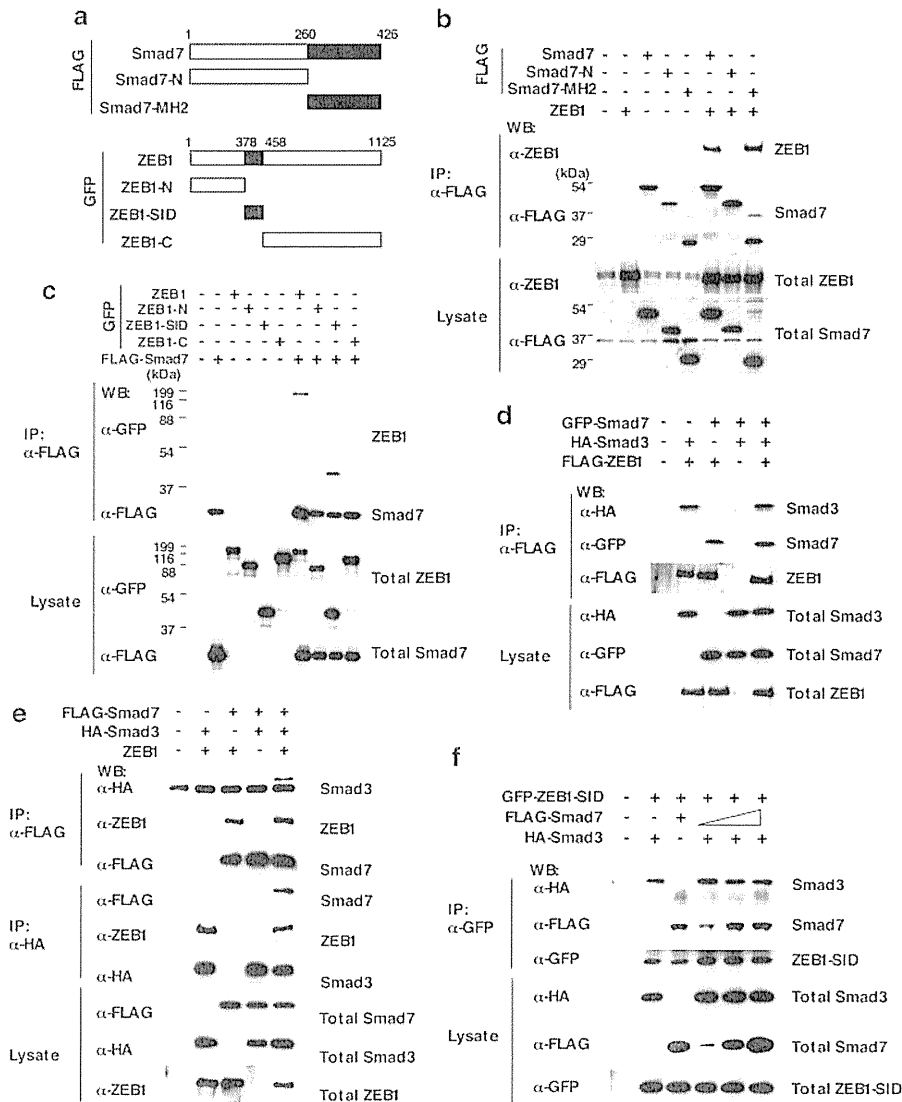 a
1 260 426
FLAG
Smad7
Smad7-N
Smad7-MH2
1 378 458 1125
GFP
ZEB1
ZEB1-N
ZEB1-SID
ZEB1-C
b
FLAG
Smad7 - - + - - + - -
Smad7-N - - - + - - + -
Smad7-MH2 - - - - + - - +
ZEB1 - + - - - + + +
WB:
IP: α-FLAG
α-ZEB1 ZEB1
(kDa)
54
α-FLAG 37 Smad7
29
Lysate
α-ZEB1 Total ZEB1
54
α-FLAG 37 Total Smad7
29
c
GFP
ZEB1 - - + - - - + - - -
ZEB1-N - - - + - - - + - -
ZEB1-SID - - - - + - - - + -
ZEB1-C - - - - - + - - - +
FLAG-Smad7 - + - - - - + + + +
(kDa)
WB: 199
116
88
IP: α-FLAG
α-GFP ZEB1
54
37
α-FLAG Smad7
199
116
88
Lysate
α-GFP Total ZEB1
54
37
α-FLAG Total Smad7
d
GFP-Smad7 - - + + +
HA-Smad3 - + - + +
FLAG-ZEB1 - + + - +
WB:
IP: α-FLAG
α-HA Smad3
α-GFP Smad7
α-FLAG ZEB1
Lysate
α-HA Total Smad3
α-GFP Total Smad7
α-FLAG Total ZEB1
e
FLAG-Smad7 - - + + +
HA-Smad3 - + - + +
ZEB1 - + + - +
WB:
IP: α-FLAG
α-HA Smad3
α-ZEB1 ZEB1
α-FLAG Smad7
IP: α-HA
α-FLAG Smad7
α-ZEB1 ZEB1
α-HA Smad3
Lysate
α-FLAG Total Smad7
α-HA Total Smad3
α-ZEB1 Total ZEB1
f
GFP-ZEB1-SID - + + + + +
FLAG-Smad7 - - +
HA-Smad3 - + - + + +
WB:
IP: α-GFP
α-HA Smad3
α-FLAG Smad7
α-GFP ZEB1-SID
Lysate
α-HA Total Smad3
α-FLAG Total Smad7
α-GFP Total ZEB1-SID